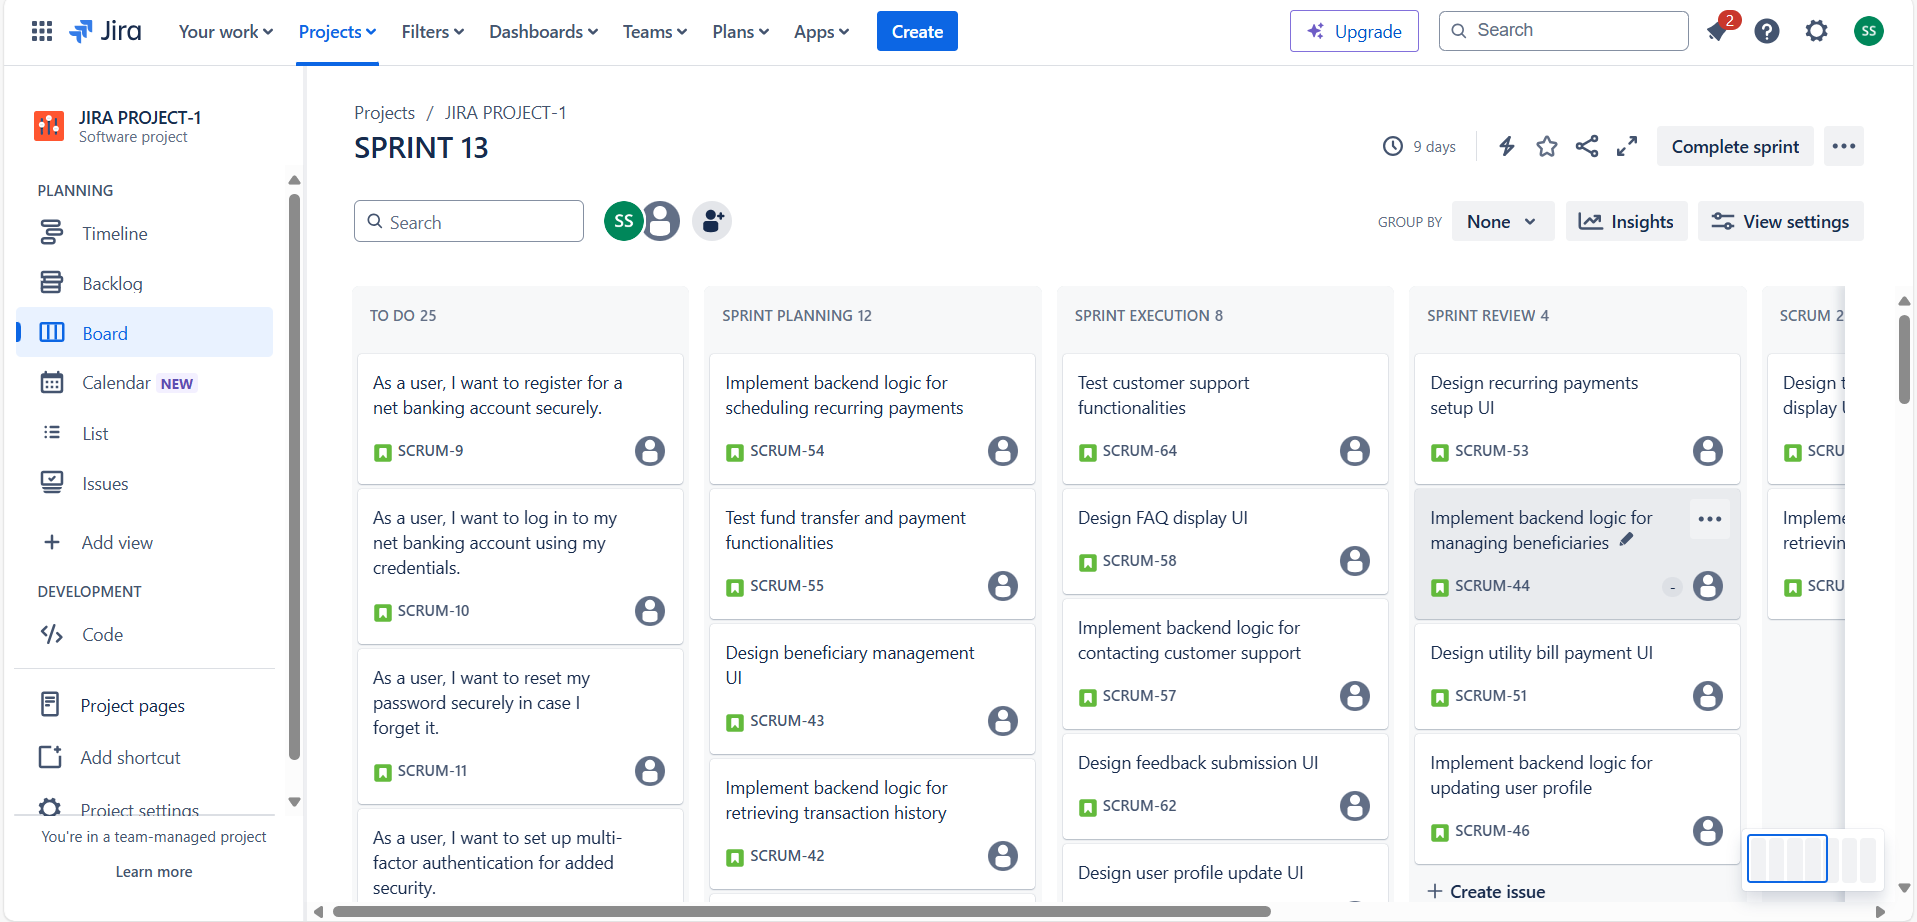 Jira
Your work
Projects
Filters
Dashboards
Teams
Plans
Apps
Create
Upgrade
Search
2
SS
JIRA PROJECT-1
Software project
PLANNING
Timeline
Backlog
Board
Calendar NEW
List
Issues
Add view
DEVELOPMENT
Code
Project pages
Add shortcut
Project settings
You're in a team-managed project
Learn more
Projects / JIRA PROJECT-1
SPRINT 13
9 days
Complete sprint
Search
SS
GROUP BY
None
Insights
View settings
TO DO 25
As a user, I want to register for a
net banking account securely.
SCRUM-9
As a user, I want to log in to my
net banking account using my
credentials.
SCRUM-10
As a user, I want to reset my
password securely in case I
forget it.
SCRUM-11
As a user, I want to set up multi-
factor authentication for added
security.
SPRINT PLANNING 12
Implement backend logic for
scheduling recurring payments
SCRUM-54
Test fund transfer and payment
functionalities
SCRUM-55
Design beneficiary management
UI
SCRUM-43
Implement backend logic for
retrieving transaction history
SCRUM-42
SPRINT EXECUTION 8
Test customer support
functionalities
SCRUM-64
Design FAQ display UI
SCRUM-58
Implement backend logic for
contacting customer support
SCRUM-57
Design feedback submission UI
SCRUM-62
Design user profile update UI
SPRINT REVIEW 4
Design recurring payments
setup UI
SCRUM-53
Implement backend logic for
managing beneficiaries
SCRUM-44
-
Design utility bill payment UI
SCRUM-51
Implement backend logic for
updating user profile
SCRUM-46
+ Create issue
SCRUM 2
Design
display